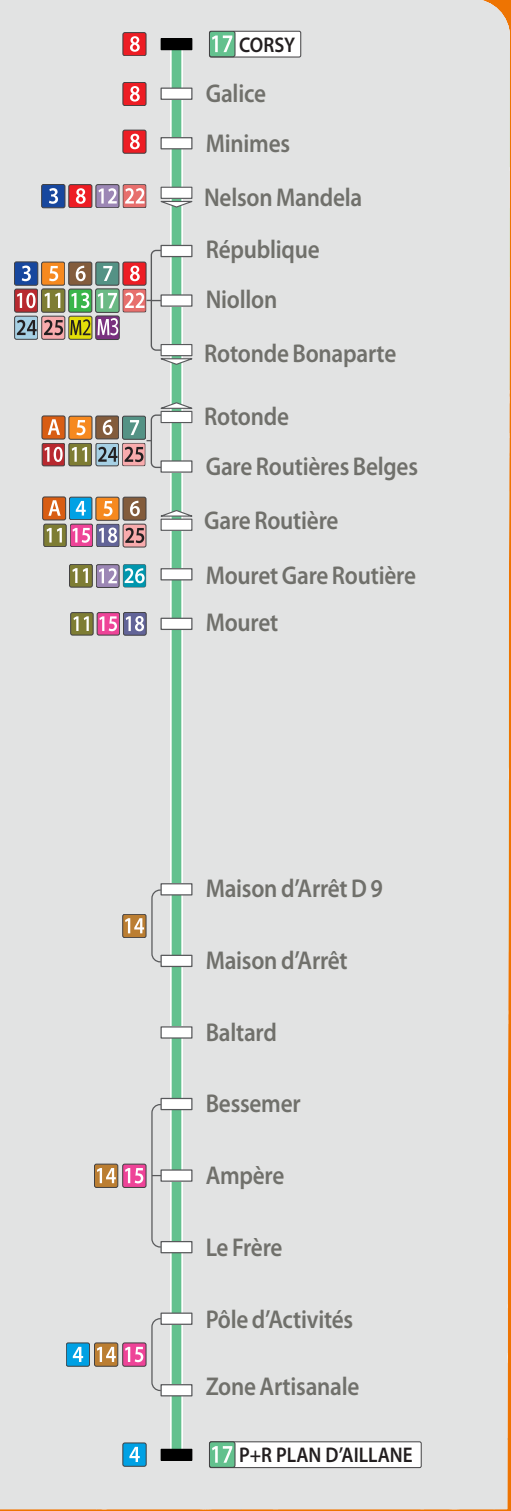 8 17 CORSY
8 Galice
8 Minimes
3 8 12 22 Nelson Mandela
République
3 5 6 7 8
10 11 13 17 22 Niollon
24 25 M2 M3
Rotonde Bonaparte
Rotonde
A 5 6 7
10 11 24 25
Gare Routières Belges
A 4 5 6
11 15 18 25
Gare Routière
11 12 26 Mouret Gare Routière
11 15 18 Mouret
Maison d'Arrêt D 9
14
Maison d'Arrêt
Baltard
Bessemer
14 15 Ampère
Le Frère
Pôle d'Activités
4 14 15
Zone Artisanale
4 17 P+R PLAN D'AILLANE